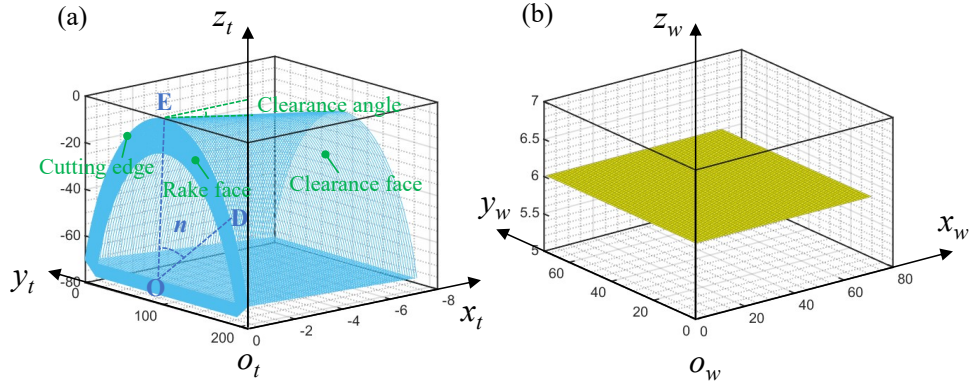 (a)
z_t
0
-20
-40
-60
-80
E
Clearance angle
Cutting edge
Rake face
Clearance face
D
n
O
y_t
0
100
200
o_t
0
-2
-4
-6
-8
x_t
(b)
z_w
7
6.5
6
5.5
5
y_w
60
40
20
0
0
20
40
60
80
x_w
o_w